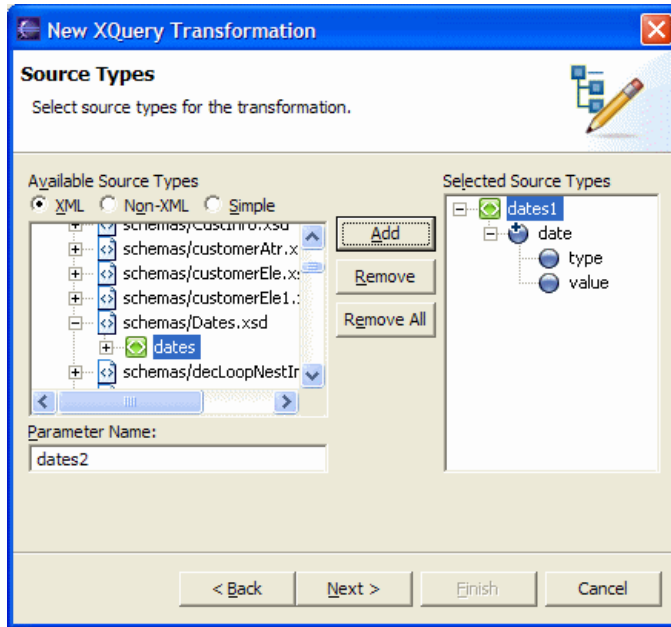 New XQuery Transformation
Source Types
Select source types for the transformation.
Available Source Types
XML Non-XML Simple
schemas/CustInfo.xsd
schemas/customerAtr.x
schemas/customerEle.x
schemas/customerEle1.
schemas/Dates.xsd
dates
schemas/decLoopNestIr
Parameter Name:
dates2
Add
Remove
Remove All
Selected Source Types
dates1
date
type
value
< Back Next > Finish Cancel